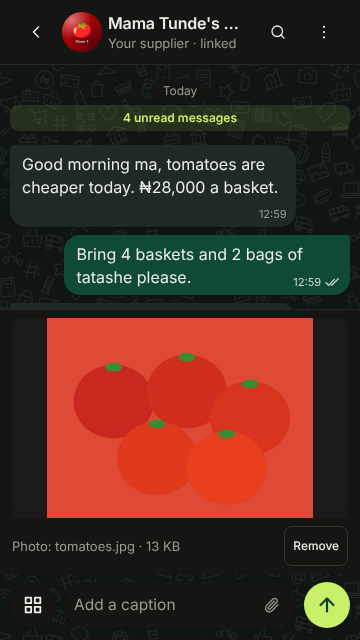 Mama Tunde's ...
Your supplier · linked
Today
4 unread messages
Good morning ma, tomatoes are
cheaper today. ₦28,000 a basket.
12:59
Bring 4 baskets and 2 bags of
tatashe please.
12:59
Photo: tomatoes.jpg · 13 KB
Remove
Add a caption